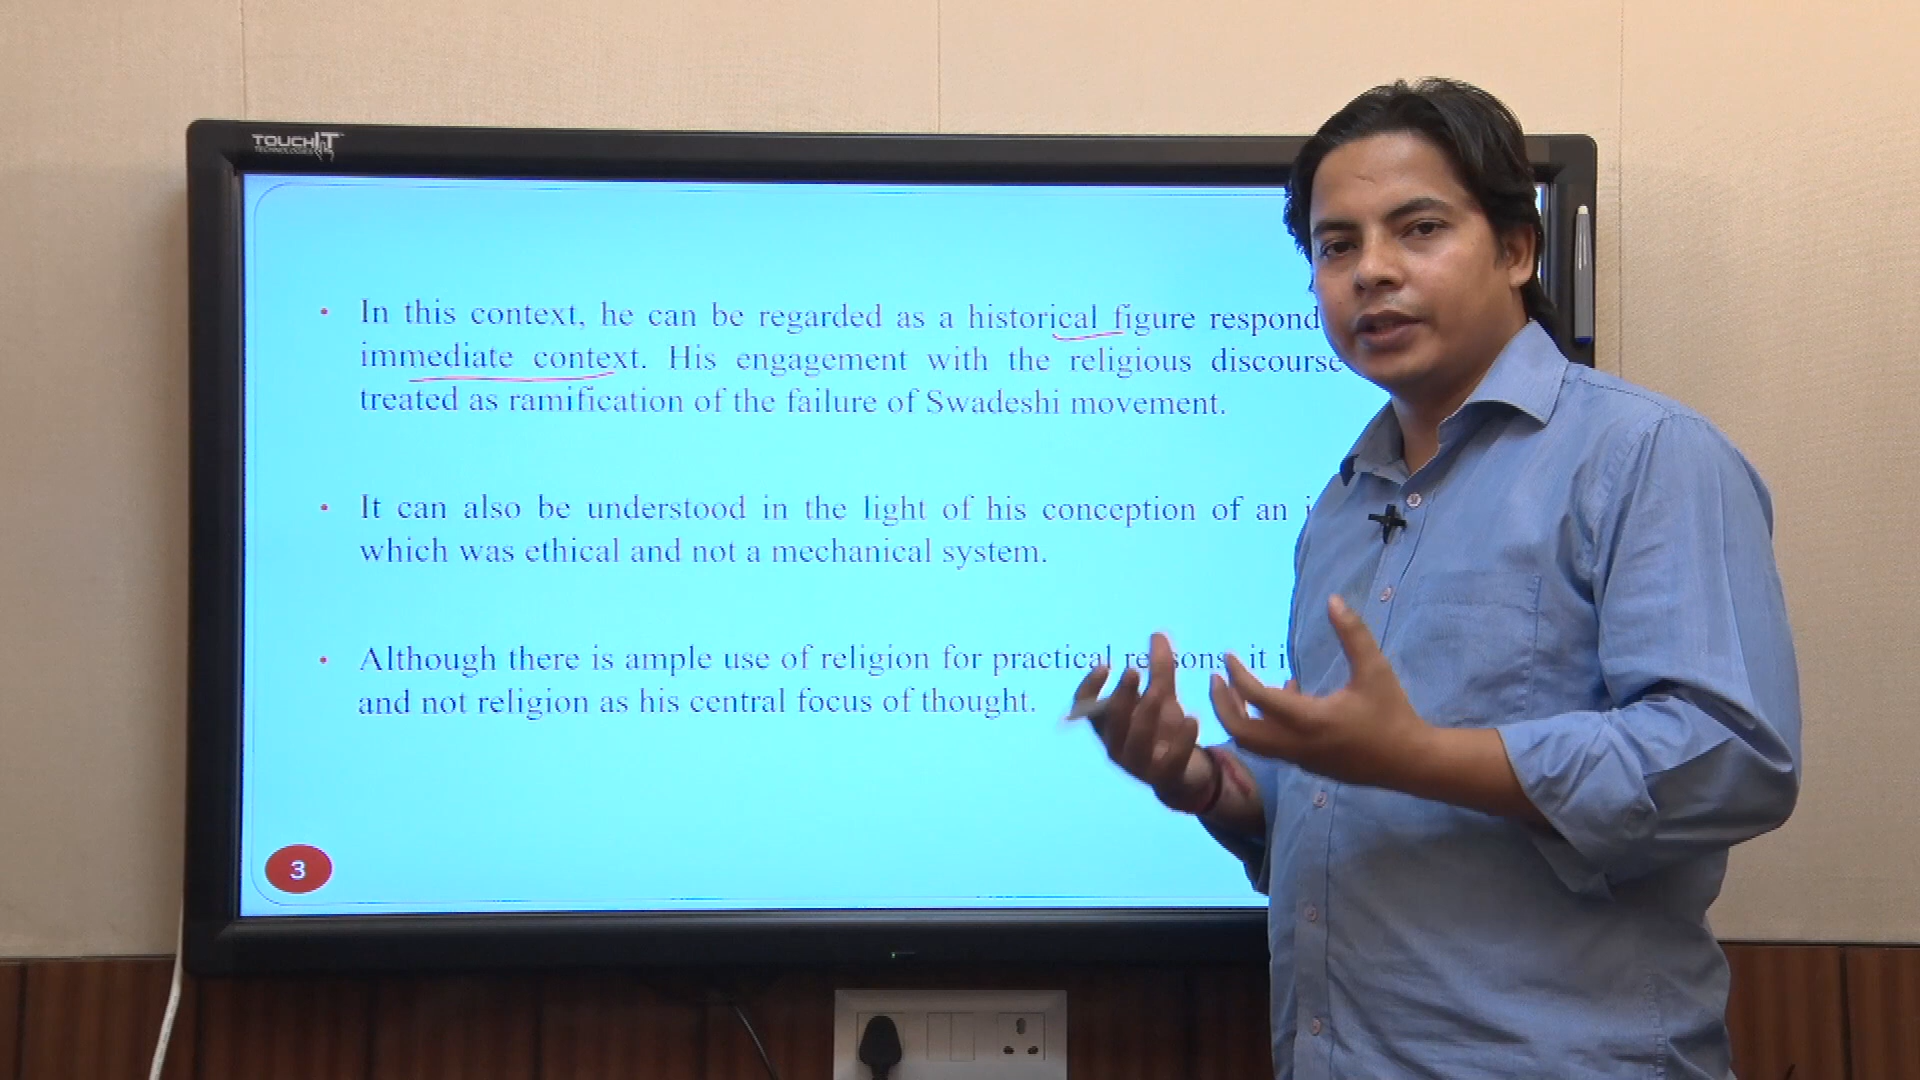 TOUCHIT
TECHNOLOGIES
• In this context, he can be regarded as a historical figure respond
immediate context. His engagement with the religious discourse
treated as ramification of the failure of Swadeshi movement.
• It can also be understood in the light of his conception of an
which was ethical and not a mechanical system.
• Although there is ample use of religion for practical reasons, it
and not religion as his central focus of thought.
3